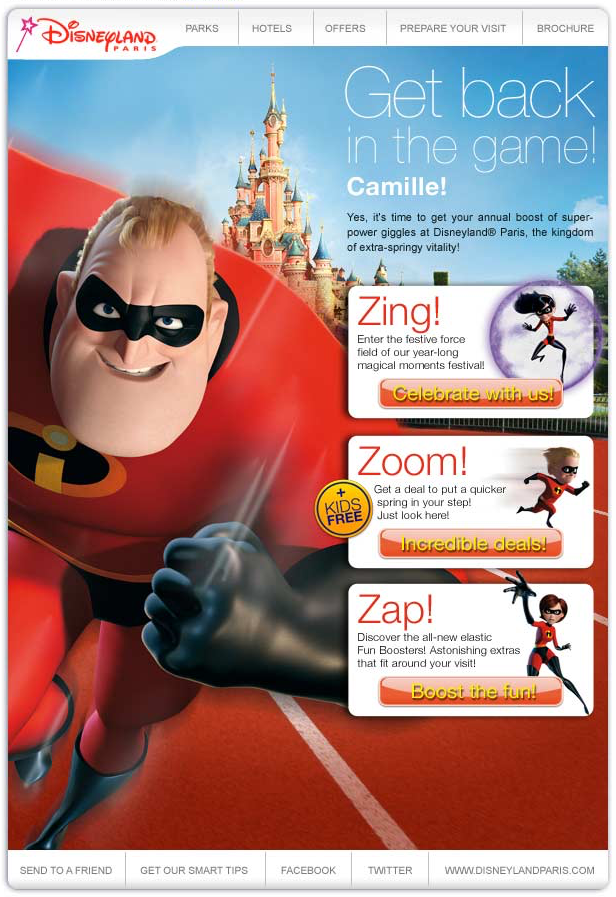 Disneyland
PARIS
PARKS
HOTELS
OFFERS
PREPARE YOUR VISIT
BROCHURE
Get back
in the game!
Camille!
Yes, it's time to get your annual boost of super-
power giggles at Disneyland® Paris, the kingdom
of extra-springy vitality!
Zing!
Enter the festive force
field of our year-long
magical moments festival!
Celebrate with us!
Zoom!
+
KIDS
FREE
Get a deal to put a quicker
spring in your step!
Just look here!
Incredible deals!
Zap!
Discover the all-new elastic
Fun Boosters! Astonishing extras
that fit around your visit!
Boost the fun!
SEND TO A FRIEND
GET OUR SMART TIPS
FACEBOOK
TWITTER
WWW.DISNEYLANDPARIS.COM